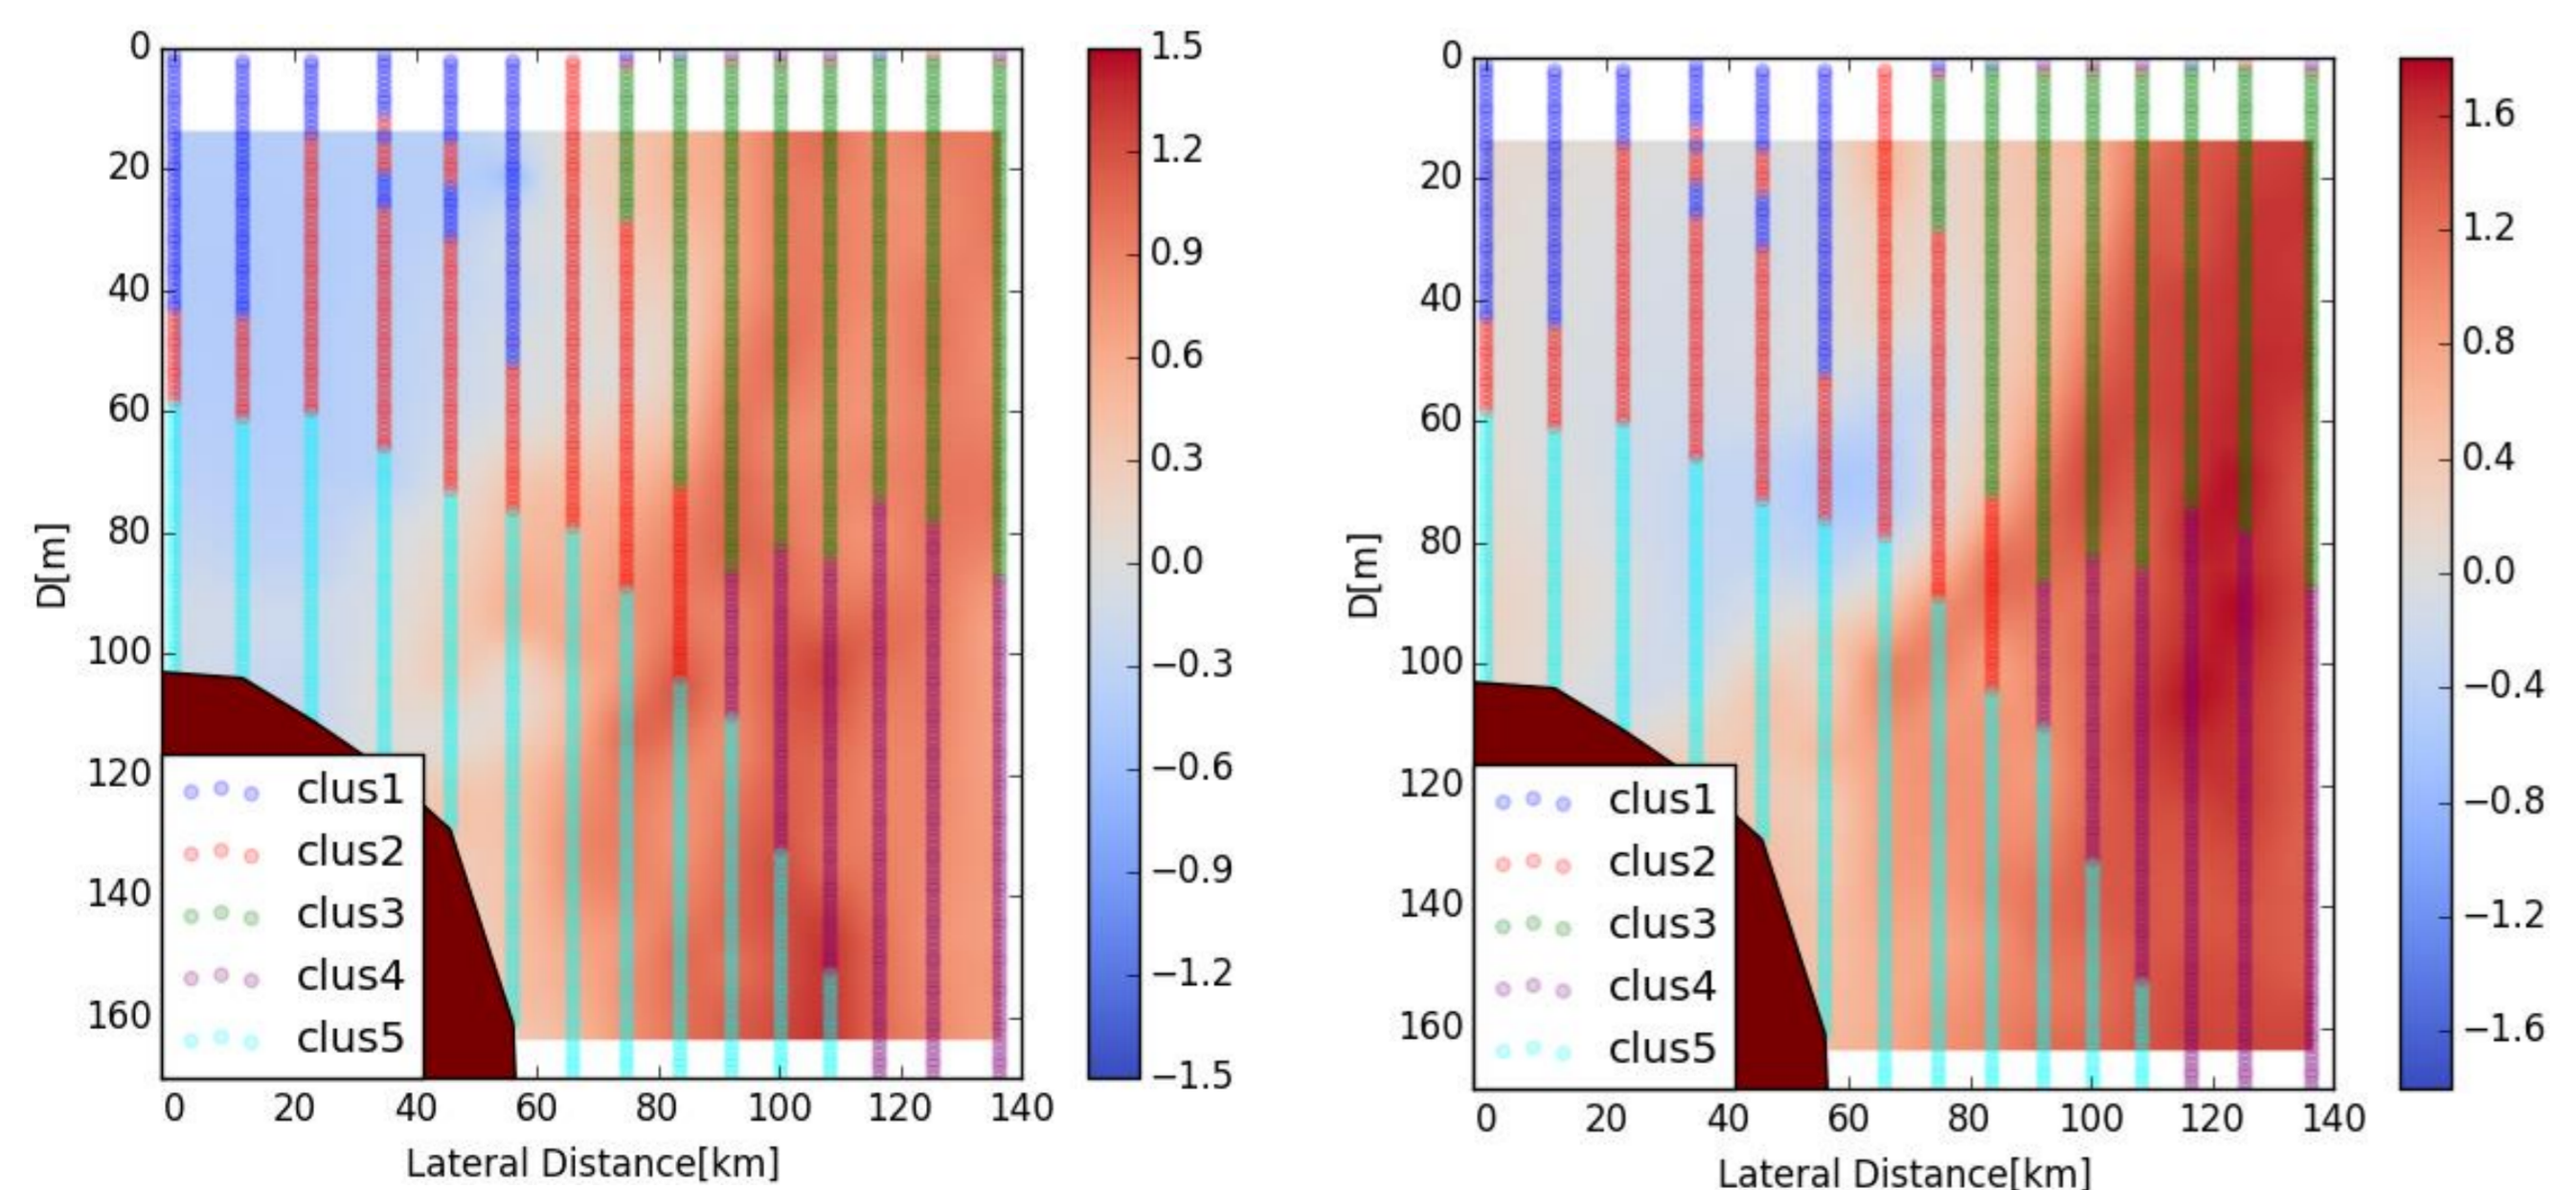 0
20
40
60
80
100
120
140
160
D[m]
0 20 40 60 80 100 120 140
Lateral Distance[km]
clus1
clus2
clus3
clus4
clus5
1.5
1.2
0.9
0.6
0.3
0.0
−0.3
−0.6
−0.9
−1.2
−1.5
0
20
40
60
80
100
120
140
160
D[m]
0 20 40 60 80 100 120 140
Lateral Distance[km]
clus1
clus2
clus3
clus4
clus5
1.6
1.2
0.8
0.4
0.0
−0.4
−0.8
−1.2
−1.6